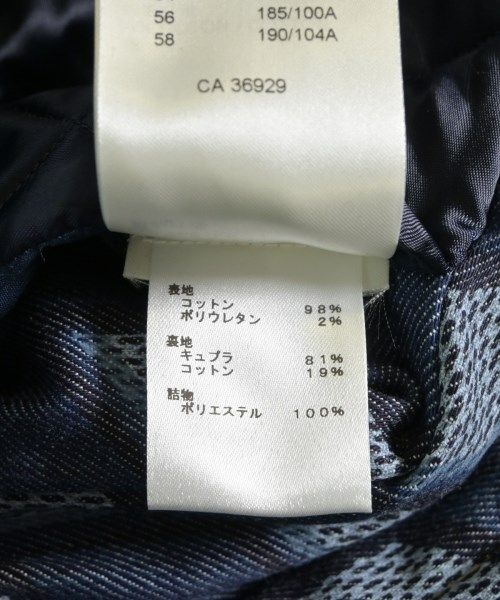 56 185/100A
58 190/104A
CA 36929
表地
コットン 98%
ポリウレタン 2%
裏地
キュプラ 81%
コットン 19%
詰物
ポリエステル 100%